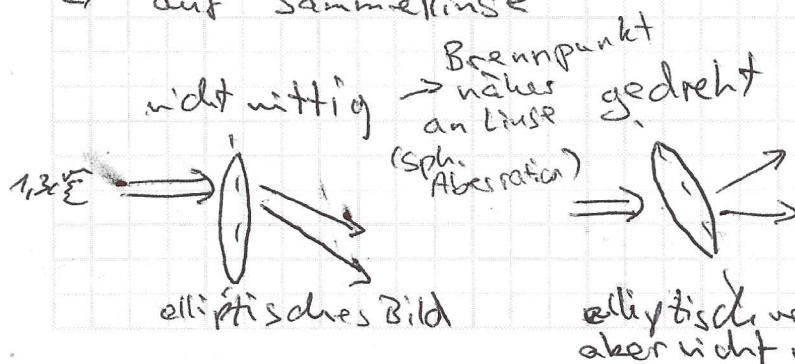 auf Sammellinse
nicht mittig
→ Brennpunkt
näher
an Linse
(sph.
Aberration)
gedreht
elliptisches Bild
elliptisch
aber nicht